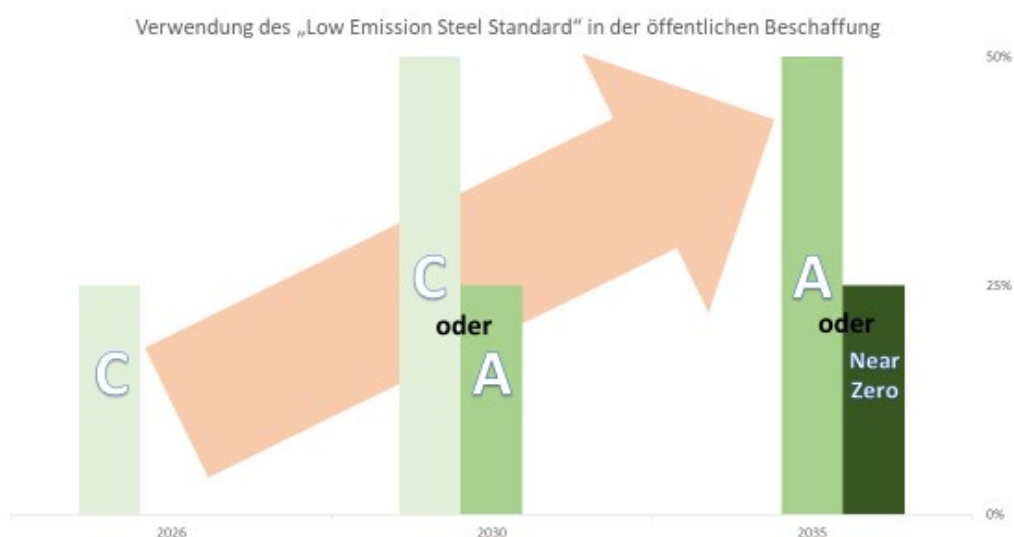 Verwendung des „Low Emission Steel Standard“ in der öffentlichen Beschaffung
50%
C
A
oder
25%
oder
C
A
Near
Zero
0%
2026
2030
2035